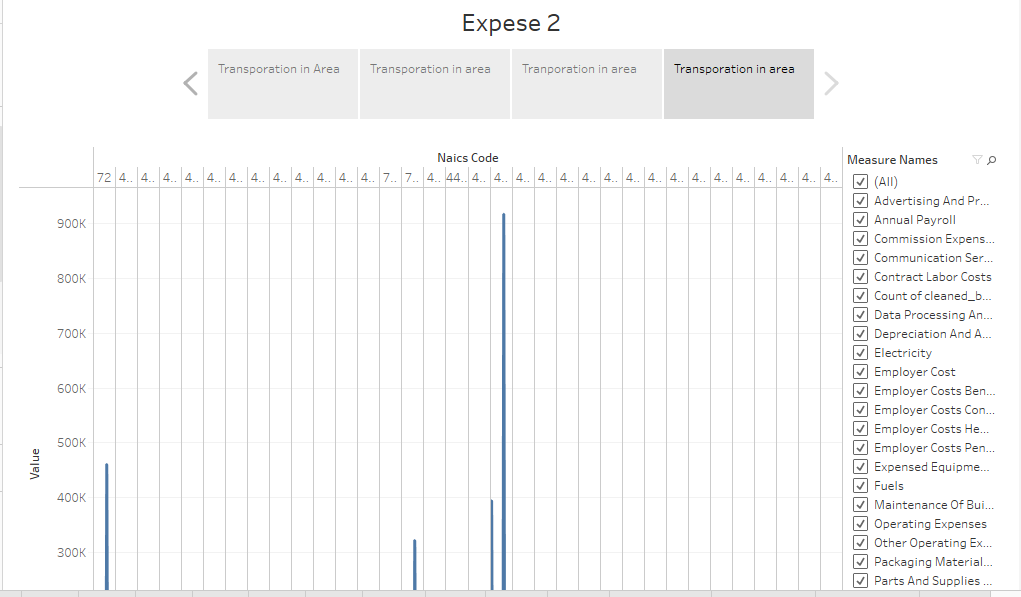 Expese 2
Transporation in Area
Transporation in area
Tranporation in area
Transporation in area
Naics Code
72 4.. 4.. 4.. 4.. 4.. 4.. 4.. 4.. 4.. 4.. 4.. 4.. 7.. 7.. 4.. 44.. 4.. 4.. 4.. 4.. 4.. 4.. 4.. 4.. 4.. 4.. 4.. 4.. 4.. 4.. 4.. 4.. 4..
900K
800K
700K
600K
500K
400K
300K
Value
Measure Names
(All)
Advertising And Pr...
Annual Payroll
Commission Expens...
Communication Ser...
Contract Labor Costs
Count of cleaned_b...
Data Processing An...
Depreciation And A...
Electricity
Employer Cost
Employer Costs Ben...
Employer Costs Con...
Employer Costs He...
Employer Costs Pen...
Expensed Equipme...
Fuels
Maintenance Of Bui...
Operating Expenses
Other Operating Ex...
Packaging Material...
Parts And Supplies ...